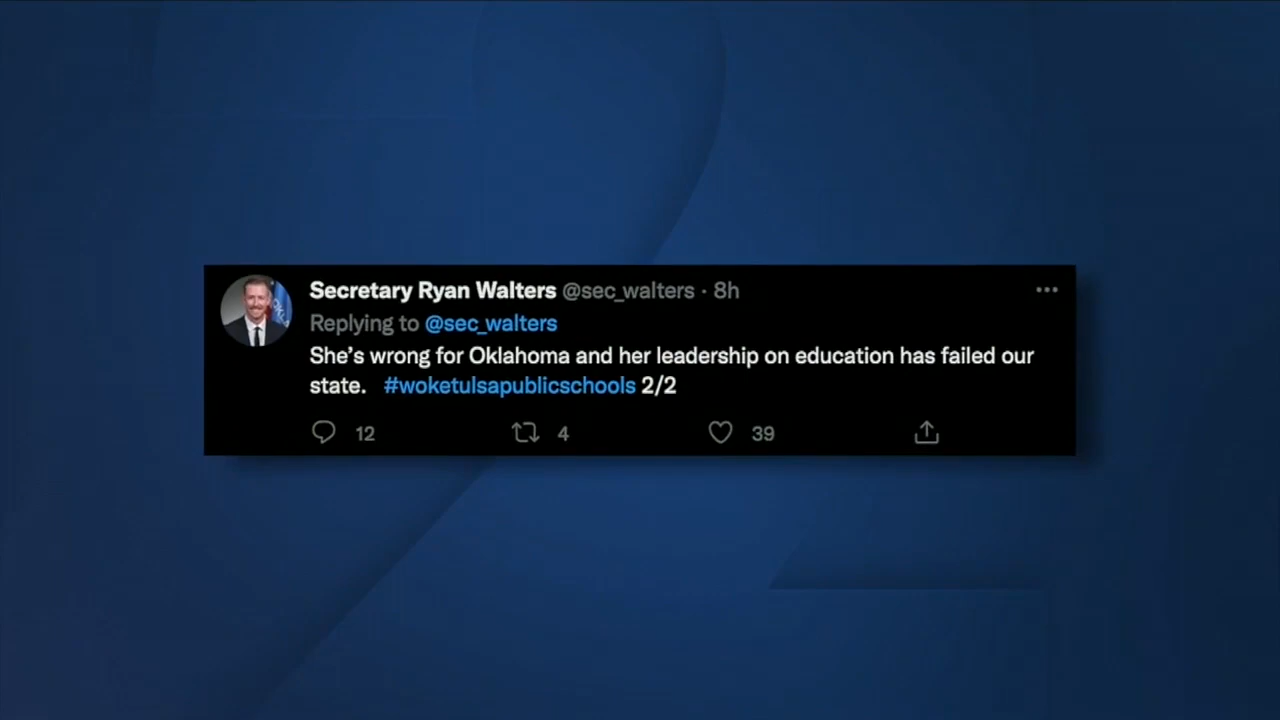 Secretary Ryan Walters @sec_walters · 8h
Replying to @sec_walters
She's wrong for Oklahoma and her leadership on education has failed our
state. #woketulsapublicschools 2/2
12 4 39